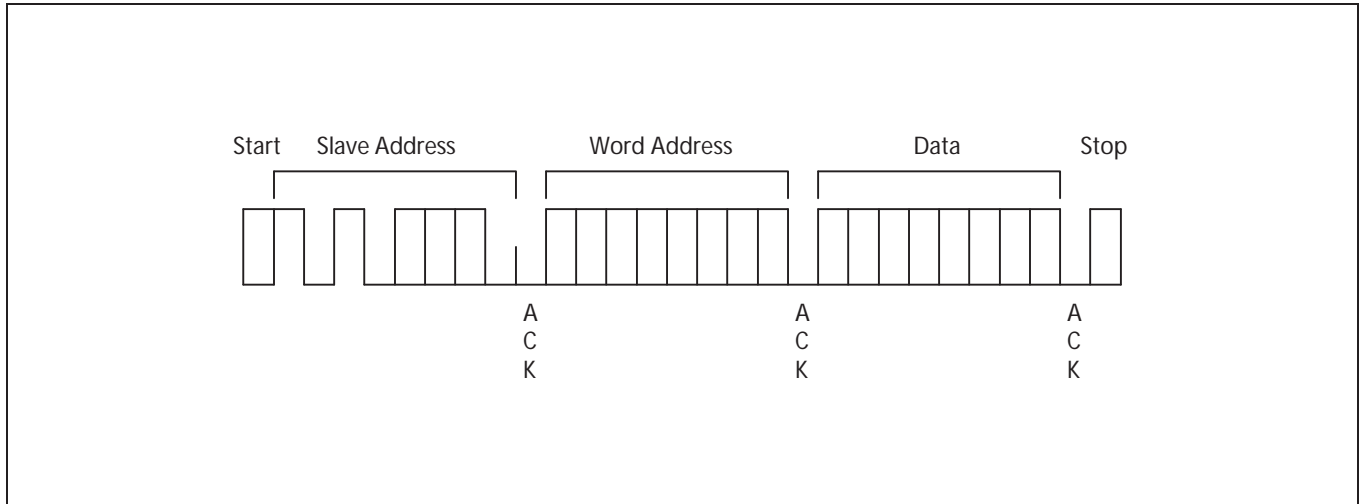 Start Slave Address Word Address Data Stop
A A A
C C C
K K K